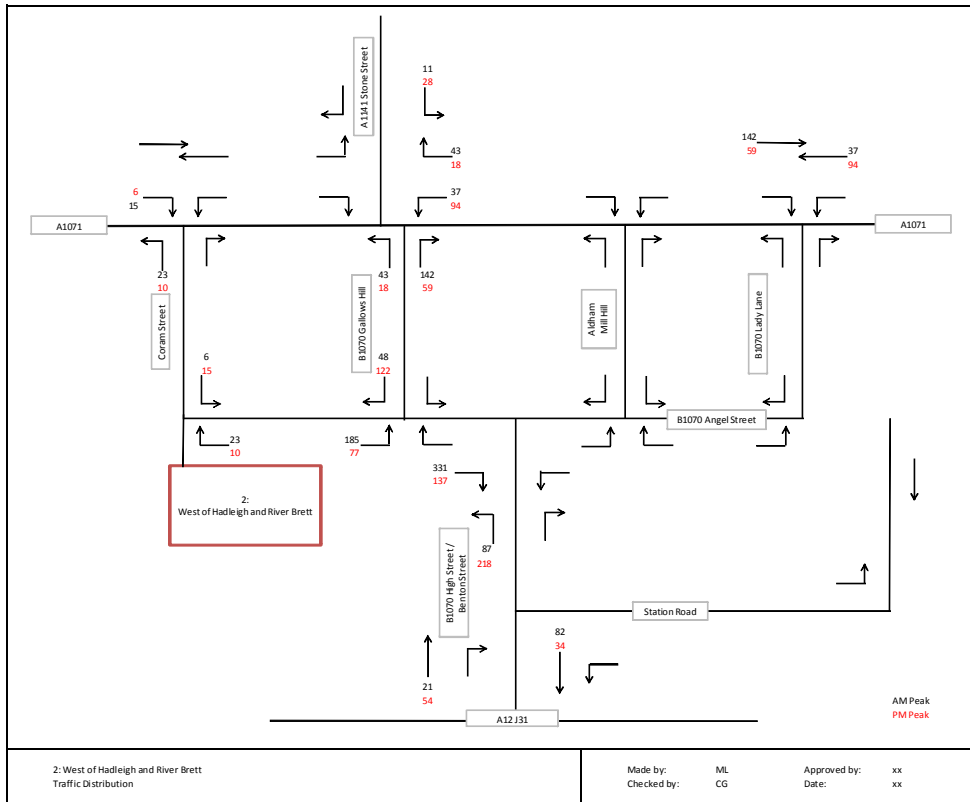 11
28
A1141 Stone Street
43
18
142
59
37
94
6
15
37
94
A1071
A1071
23
10
Coram Street
43
18
B1070 Gallows Hill
142
59
Aldham
Mill Hill
B1070 Lady Lane
6
15
48
122
B1070 Angel Street
23
10
185
77
331
137
2:
West of Hadleigh and River Brett
87
218
B1070 High Street /
Benton Street
Station Road
82
34
21
54
A12 J31
AM Peak
PM Peak
2: West of Hadleigh and River Brett
Traffic Distribution
Made by: ML Approved by: xx
Checked by: CG Date: xx